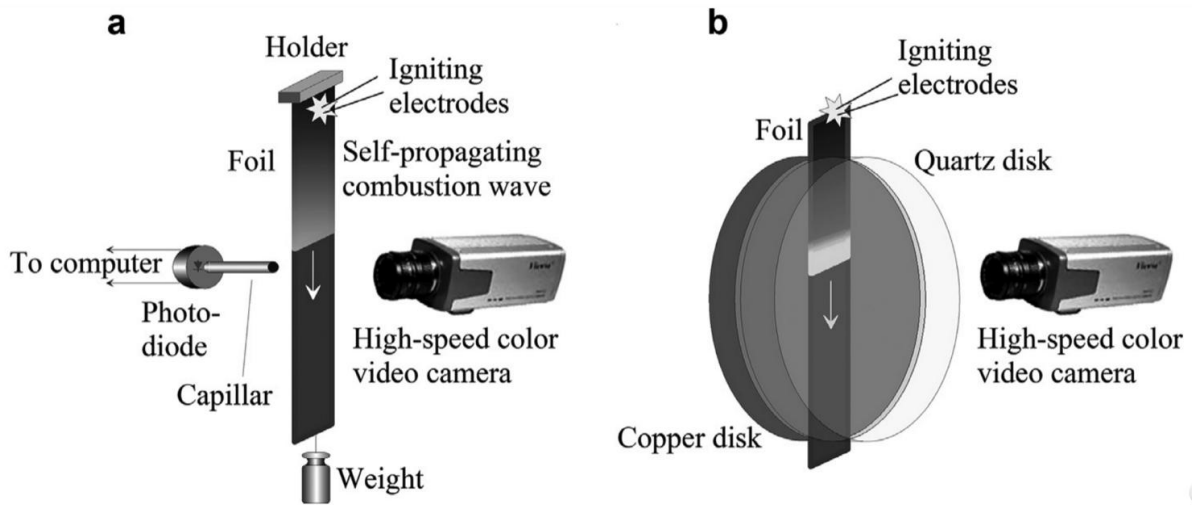 a
Holder
Igniting
electrodes
Foil
Self-propagating
combustion wave
To computer
Photo-
diode
Capillar
High-speed color
video camera
Weight
b
Igniting
electrodes
Foil
Quartz disk
Copper disk
High-speed color
video camera